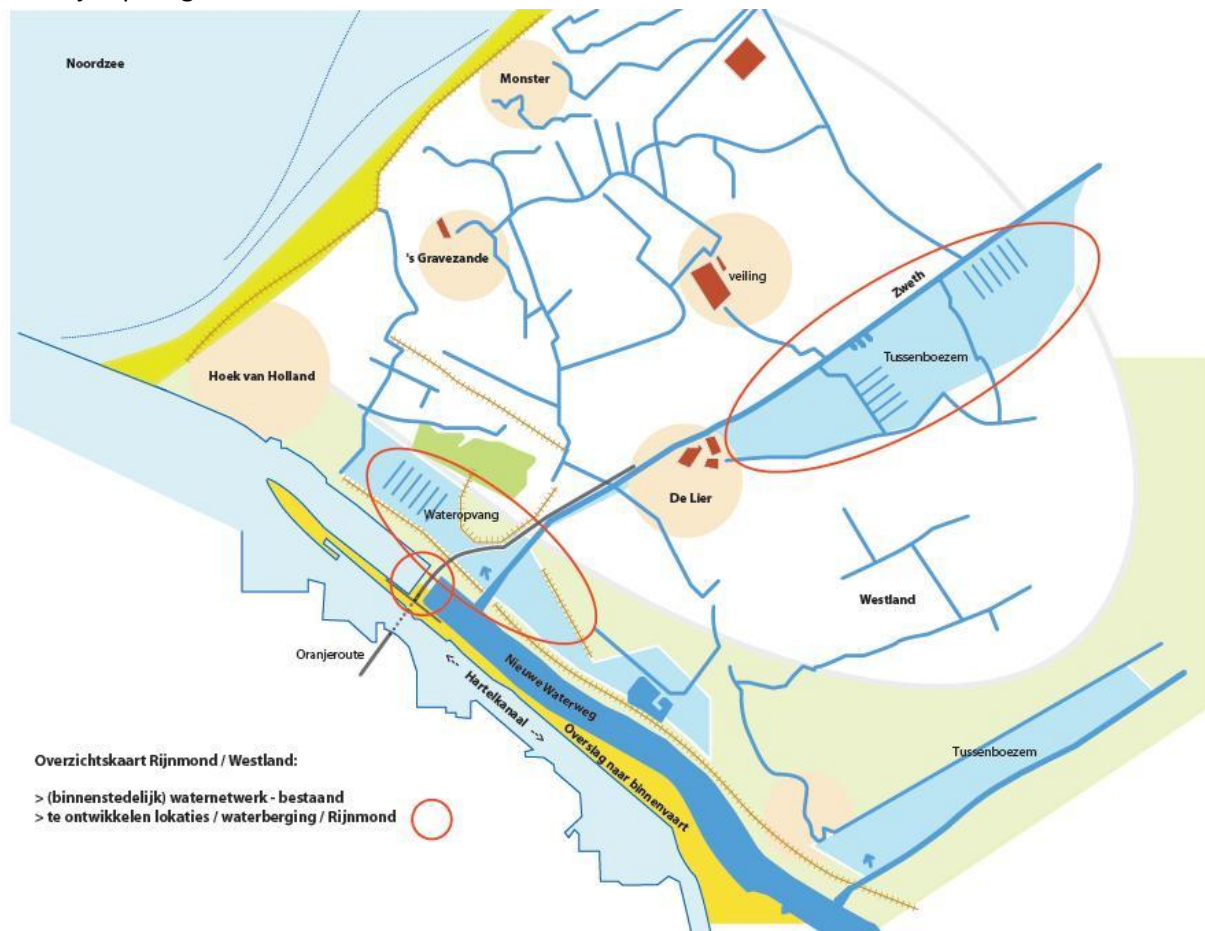 Noordzee
Monster
's Gravezande
veiling
Zweth
Tussenboezem
Hoek van Holland
De Lier
Wateropvang
Westland
Oranjeroute
Nieuwe Waterweg
<-- Hartelkanaal -->
Overslag naar binnenvaart
Tussenboezem
Overzichtskaart Rijnmond / Westland:
> (binnenstedelijk) waternetwerk - bestaand
> te ontwikkelen lokaties / waterberging / Rijnmond